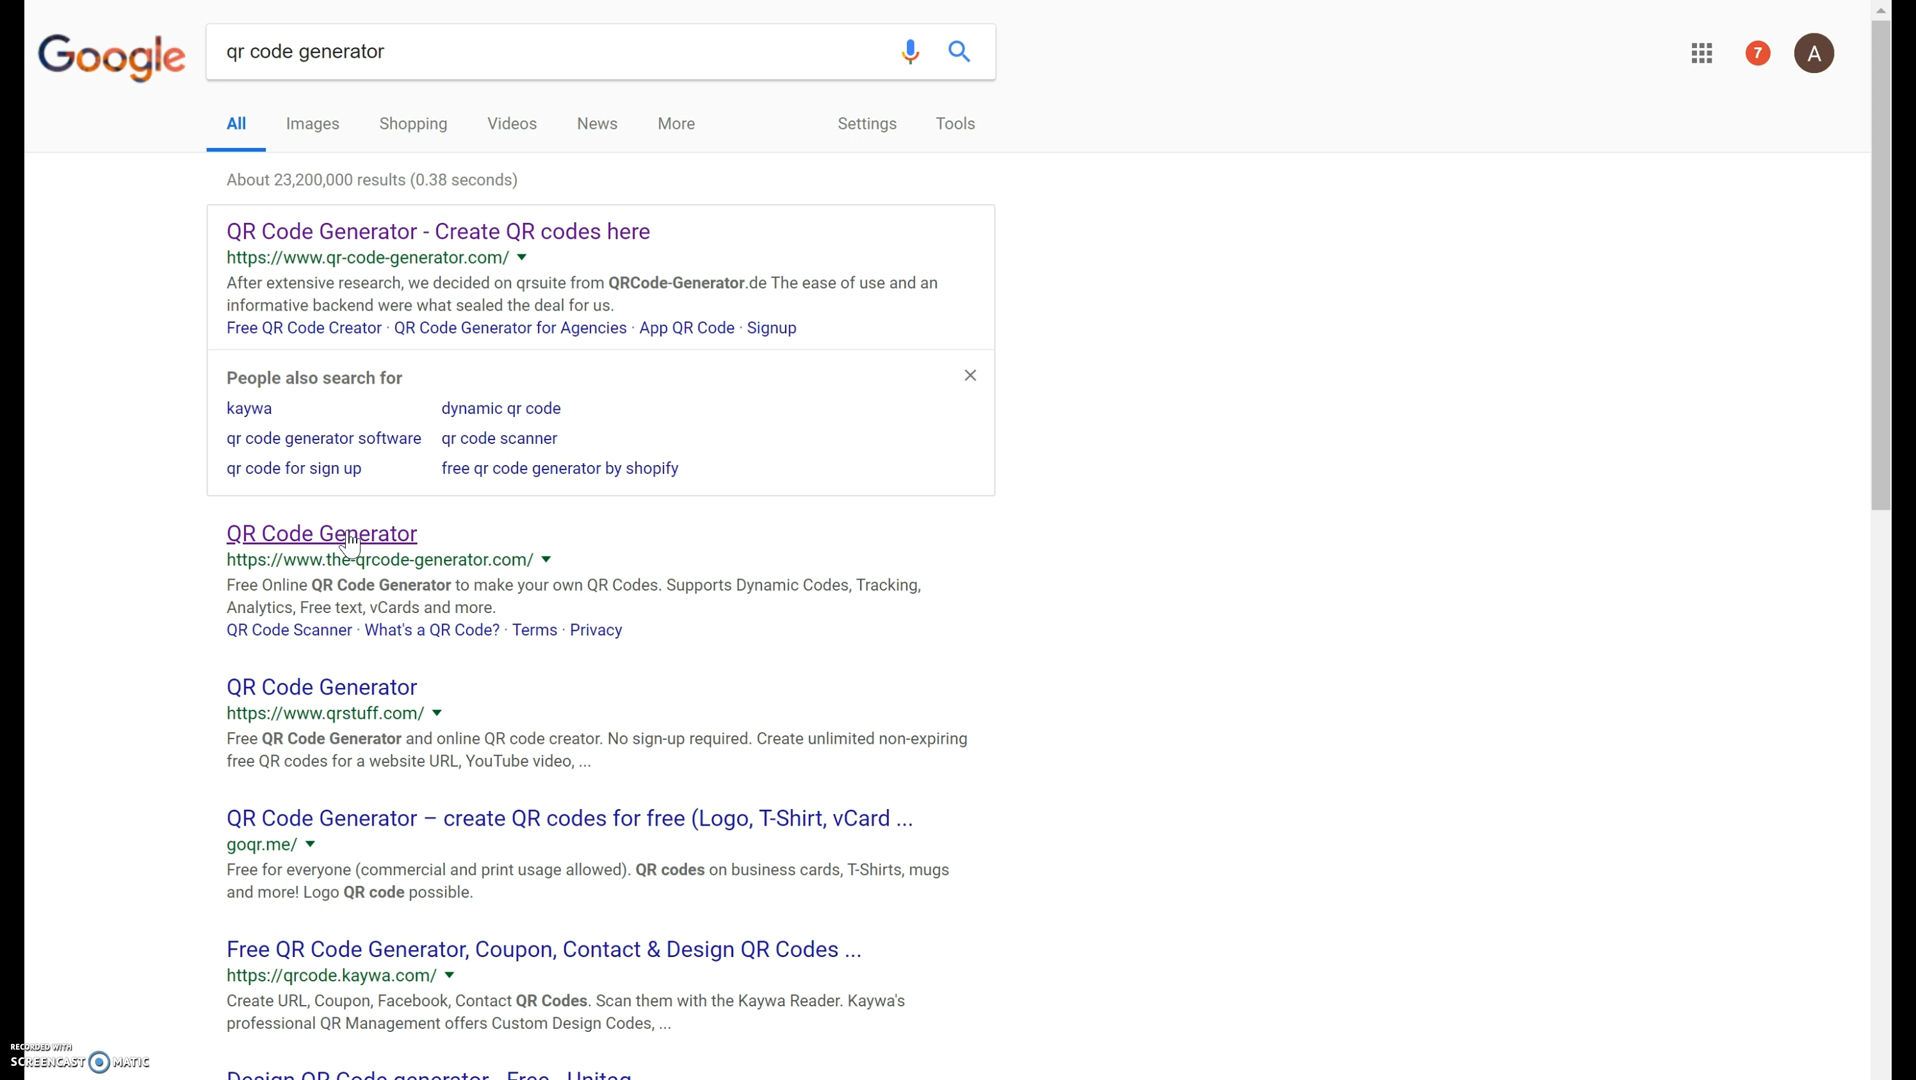 Google
qr code generator
7
A
All Images Shopping Videos News More Settings Tools
About 23,200,000 results (0.38 seconds)
QR Code Generator - Create QR codes here
https://www.qr-code-generator.com/
After extensive research, we decided on qrsuite from QRCode-Generator.de The ease of use and an
informative backend were what sealed the deal for us.
Free QR Code Creator · QR Code Generator for Agencies · App QR Code · Signup
People also search for
kaywa dynamic qr code
qr code generator software qr code scanner
qr code for sign up free qr code generator by shopify
QR Code Generator
https://www.the-qrcode-generator.com/
Free Online QR Code Generator to make your own QR Codes. Supports Dynamic Codes, Tracking,
Analytics, Free text, vCards and more.
QR Code Scanner · What's a QR Code? · Terms · Privacy
QR Code Generator
https://www.qrstuff.com/
Free QR Code Generator and online QR code creator. No sign-up required. Create unlimited non-expiring
free QR codes for a website URL, YouTube video, ...
QR Code Generator – create QR codes for free (Logo, T-Shirt, vCard ...
goqr.me/
Free for everyone (commercial and print usage allowed). QR codes on business cards, T-Shirts, mugs
and more! Logo QR code possible.
Free QR Code Generator, Coupon, Contact & Design QR Codes ...
https://qrcode.kaywa.com/
Create URL, Coupon, Facebook, Contact QR Codes. Scan them with the Kaywa Reader. Kaywa's
professional QR Management offers Custom Design Codes, ...
Design QR Code generator - Free - Unitag
RECORDED WITH
SCREENCAST MATIC